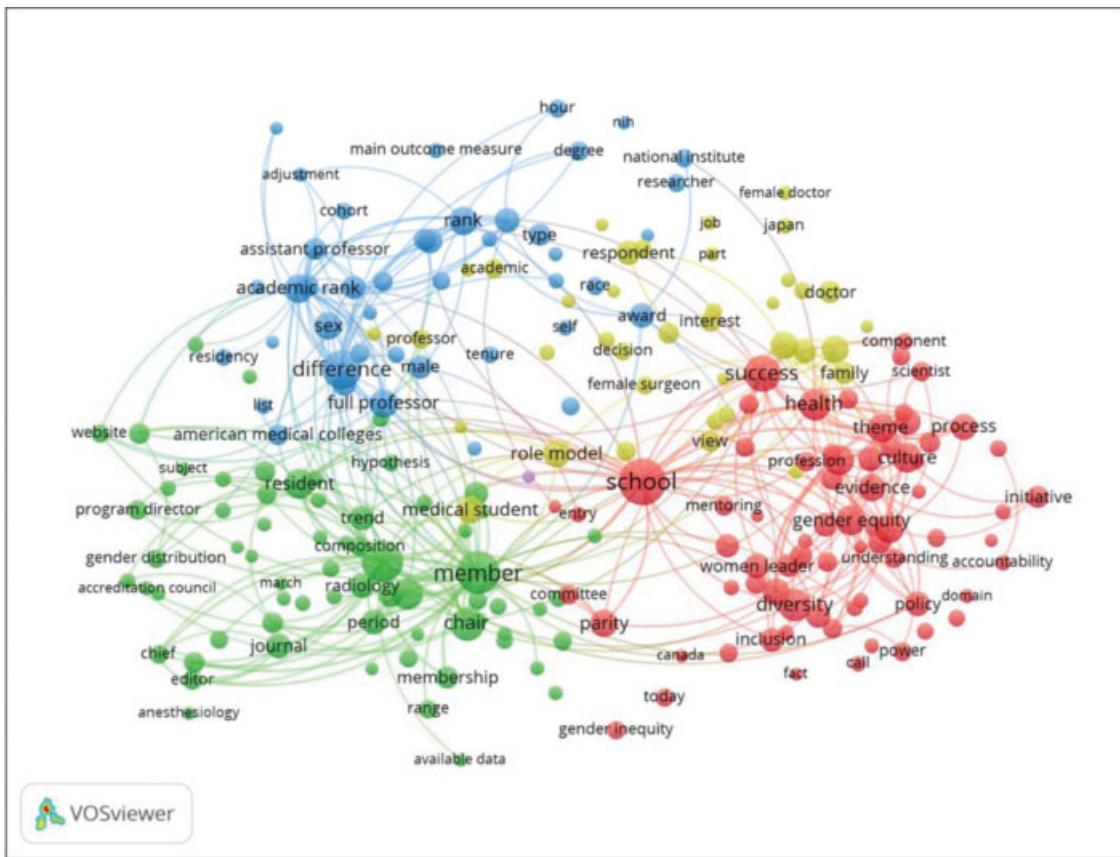 hour
nih
main outcome measure
degree
national institute
adjustment
researcher
female doctor
cohort
rank
job
japan
type
assistant professor
respondent
part
academic
academic rank
race
doctor
sex
award
interest
self
professor
component
residency
tenure
decision
difference
male
success
family
scientist
female surgeon
list
full professor
health
website
american medical colleges
theme
process
view
role model
hypothesis
subject
profession
culture
resident
school
evidence
initiative
program director
medical student
entry
mentoring
trend
gender equity
composition
gender distribution
understanding
accountability
member
women leader
accreditation council
march
radiology
committee
domain
diversity
policy
period
chair
parity
inclusion
journal
power
chief
canada
call
editor
membership
fact
today
anesthesiology
range
gender inequity
available data
VOSviewer